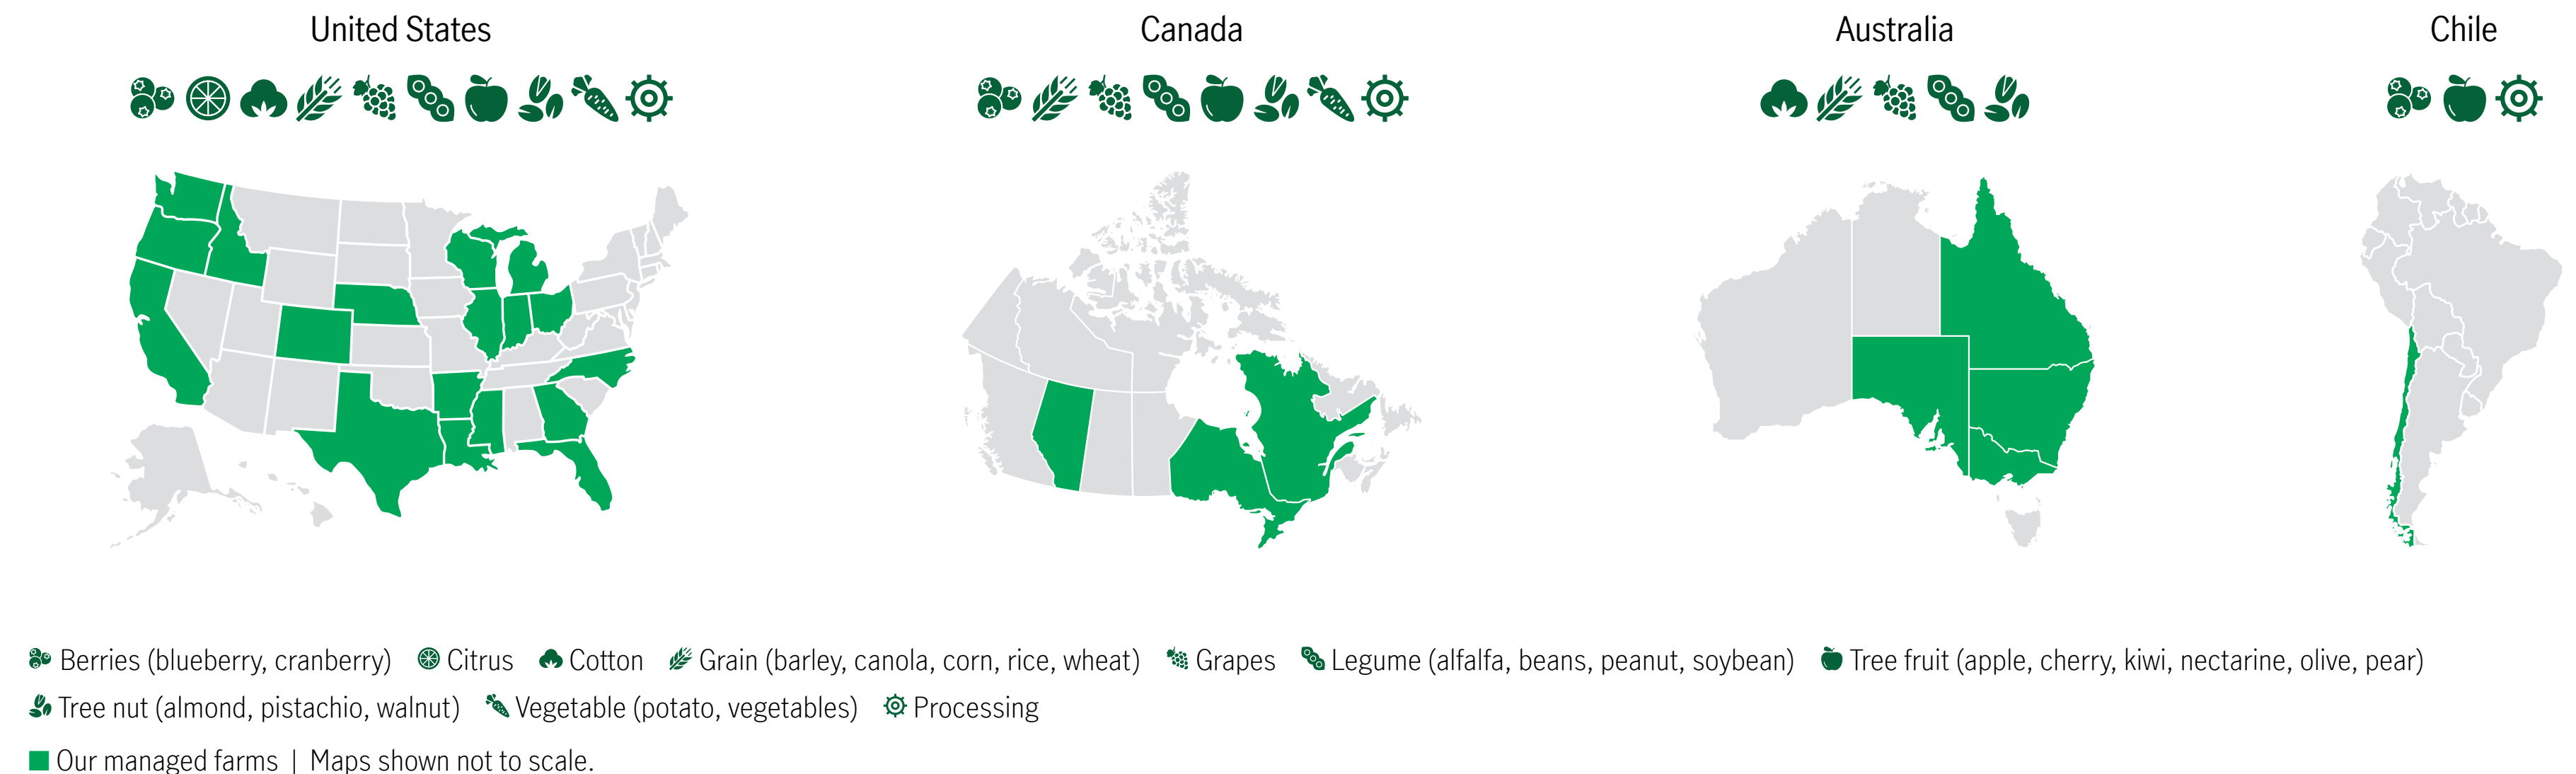 United States
Canada
Australia
Chile
Berries (blueberry, cranberry) Citrus Cotton Grain (barley, canola, corn, rice, wheat) Grapes Legume (alfalfa, beans, peanut, soybean) Tree fruit (apple, cherry, kiwi, nectarine, olive, pear)
Tree nut (almond, pistachio, walnut) Vegetable (potato, vegetables) Processing
Our managed farms | Maps shown not to scale.